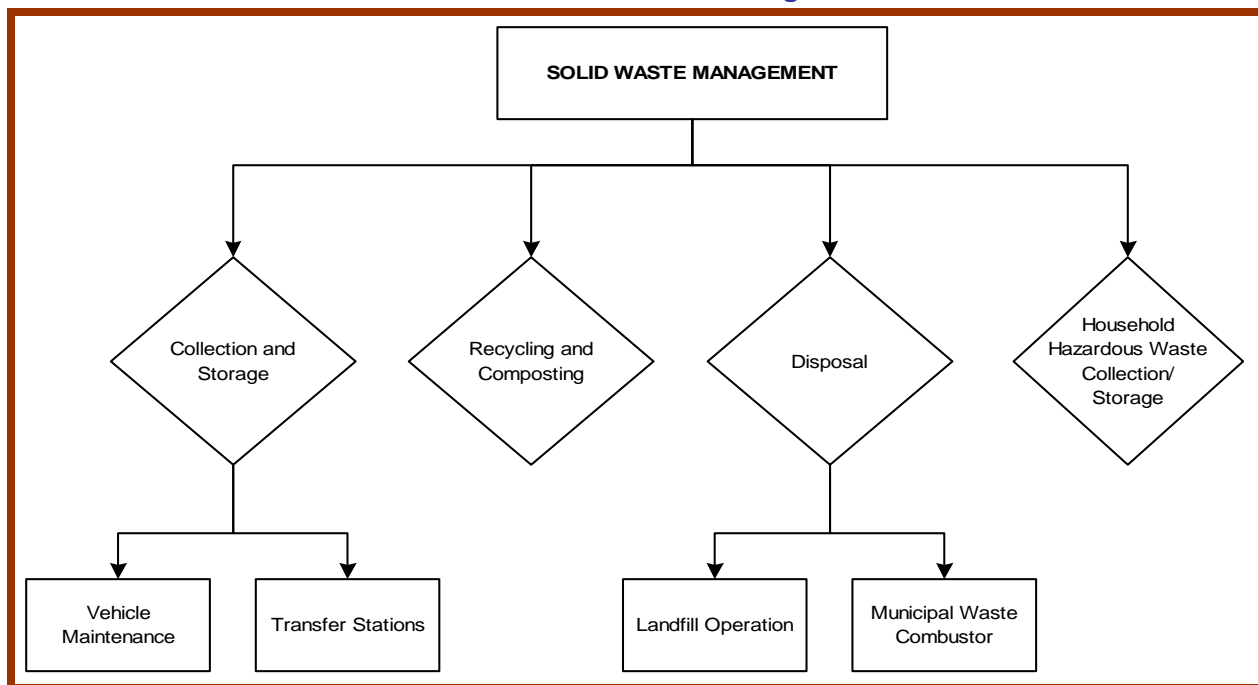 SOLID WASTE MANAGEMENT
Collection and
Storage
Recycling and
Composting
Disposal
Household
Hazardous Waste
Collection/
Storage
Vehicle
Maintenance
Transfer Stations
Landfill Operation
Municipal Waste
Combustor